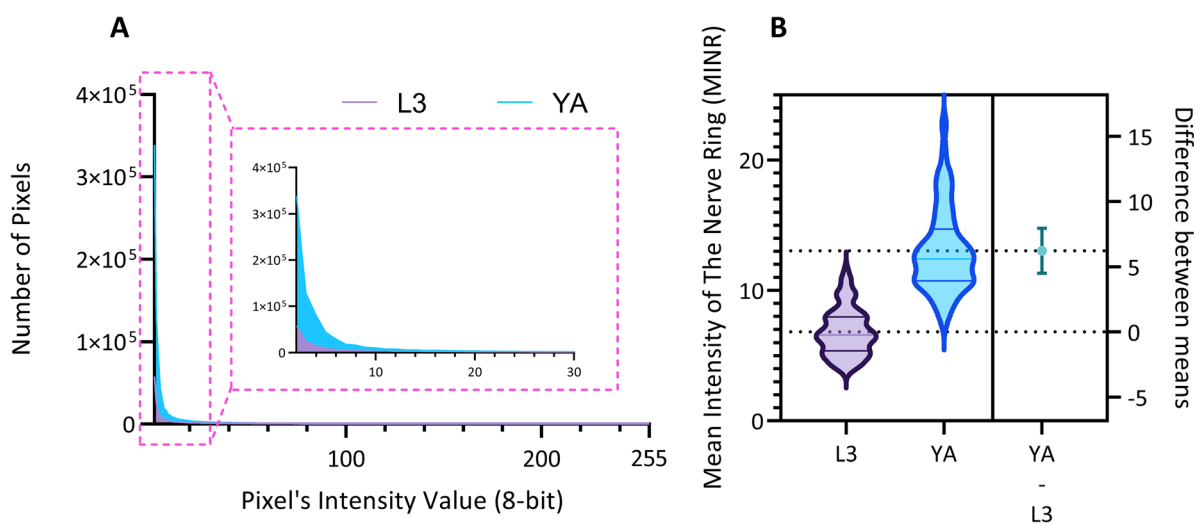 A
Number of Pixels
4×10⁵
3×10⁵
2×10⁵
1×10⁵
0
L3
YA
4×10⁵
3×10⁵
2×10⁵
1×10⁵
0
10
20
30
100
200
255
Pixel's Intensity Value (8-bit)
B
Mean Intensity of The Nerve Ring (MINR)
20
10
0
15
10
5
0
-5
Difference between means
L3
YA
YA
-
L3